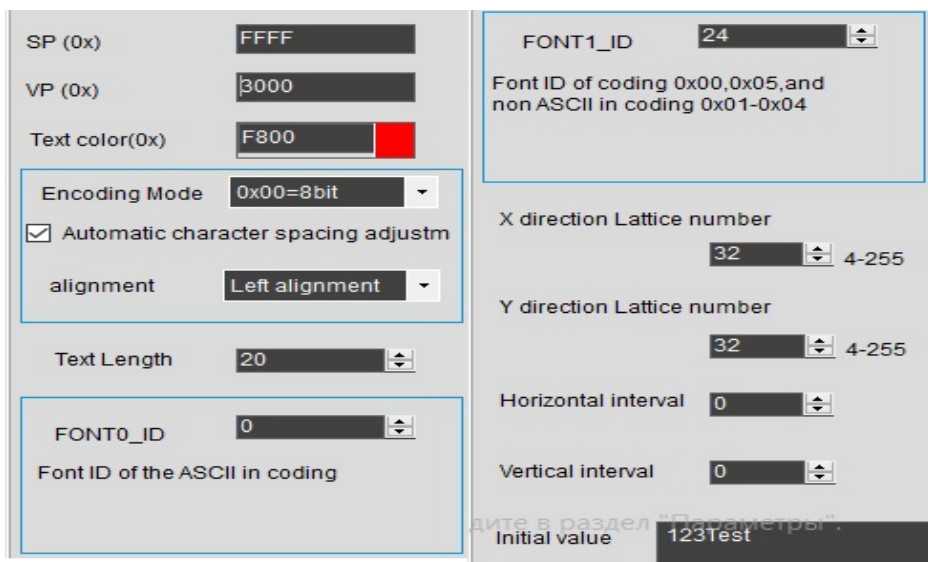 SP (0x) FFFF
VP (0x) 3000
Text color(0x) F800
Encoding Mode 0x00=8bit
Automatic character spacing adjustm
alignment Left alignment
Text Length 20
FONT0_ID 0
Font ID of the ASCII in coding
FONT1_ID 24
Font ID of coding 0x00,0x05,and
non ASCII in coding 0x01-0x04
X direction Lattice number
32 4-255
Y direction Lattice number
32 4-255
Horizontal interval 0
Vertical interval 0
дите в раздел "Параметры".
Initial value 123Test